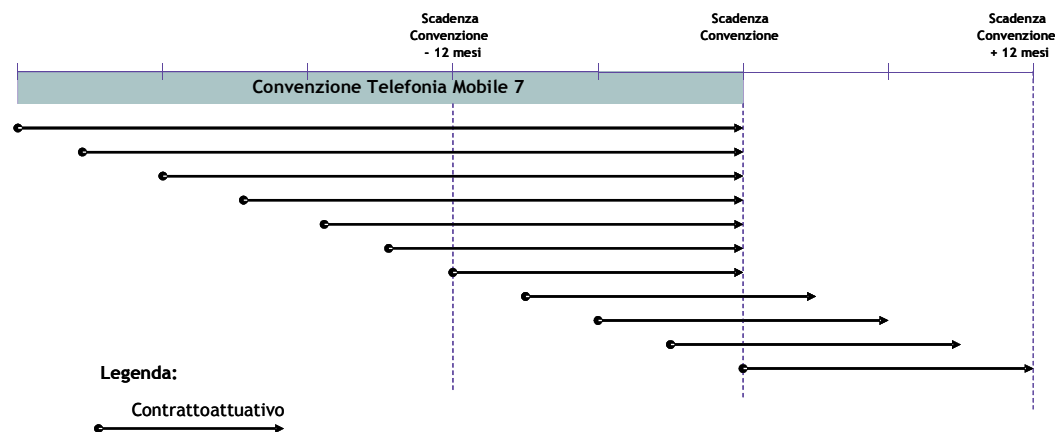 Scadenza
Convenzione
- 12 mesi
Scadenza
Convenzione
Scadenza
Convenzione
+ 12 mesi
Convenzione Telefonia Mobile 7
Legenda:
Contrattoattuativo